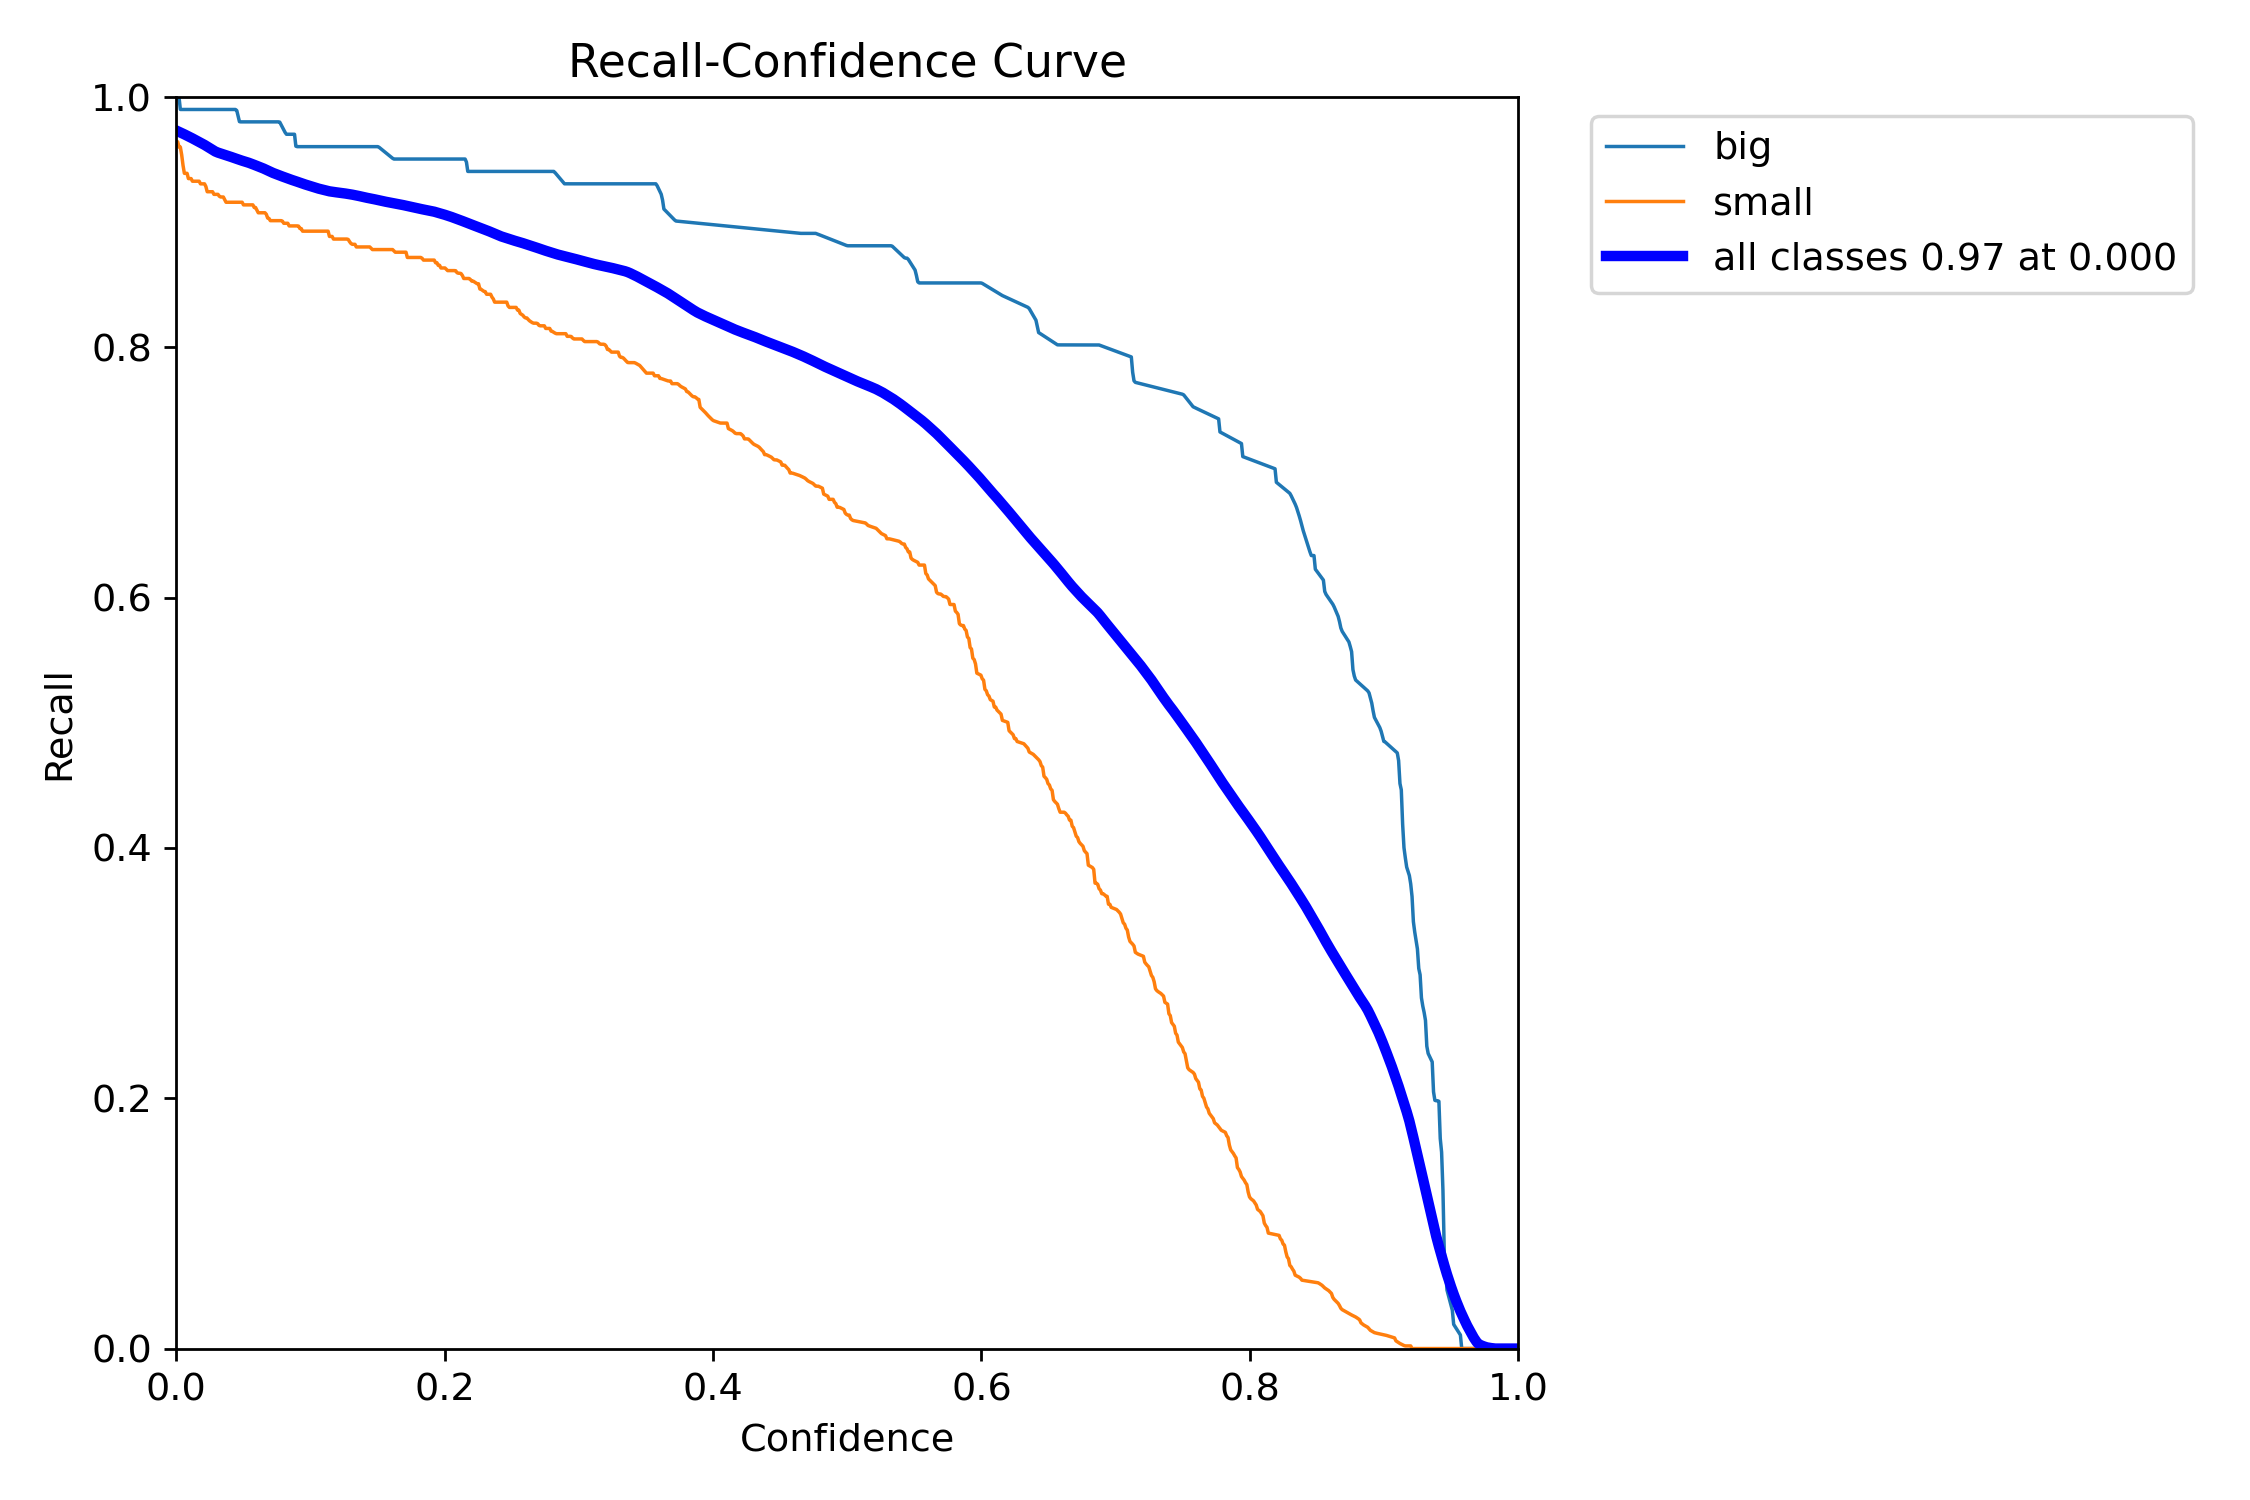 Recall-Confidence Curve
1.0
0.8
0.6
0.4
0.2
0.0
Recall
0.0 0.2 0.4 0.6 0.8 1.0
Confidence
big
small
all classes 0.97 at 0.000